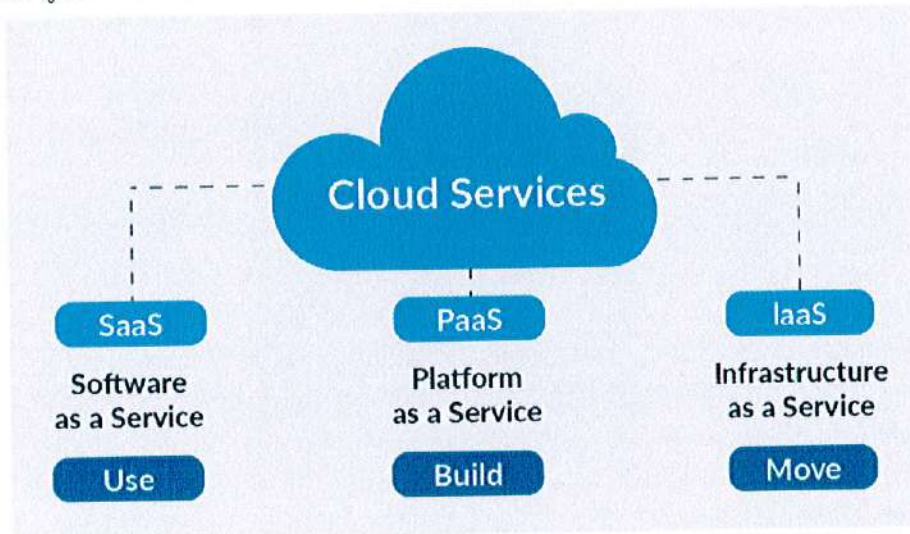 Cloud Services
SaaS
Software
as a Service
Use
PaaS
Platform
as a Service
Build
IaaS
Infrastructure
as a Service
Move